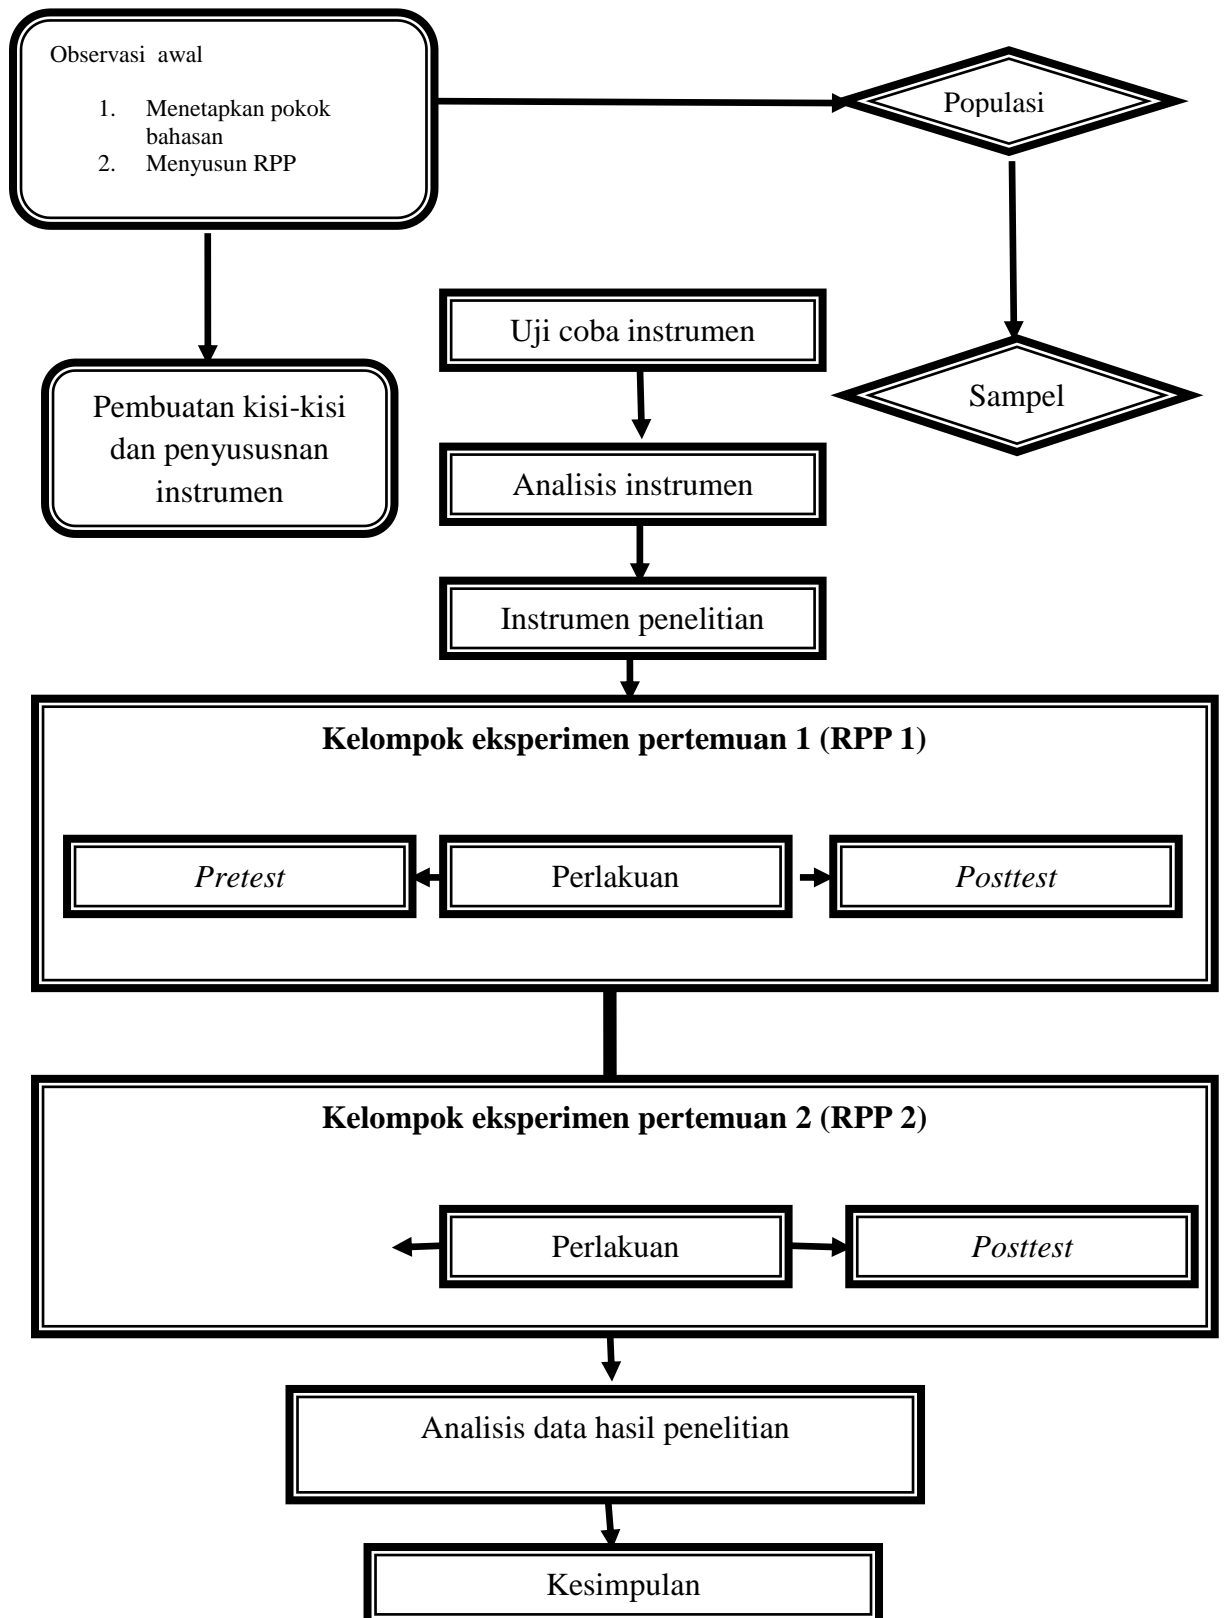 Observasi  awal
1. Menetapkan pokok
bahasan
2. Menyusun RPP
Populasi
Uji coba instrumen
Sampel
Pembuatan kisi-kisi
dan penyususnan
instrumen
Analisis instrumen
Instrumen penelitian
Kelompok eksperimen pertemuan 1 (RPP 1)
Pretest
Perlakuan
Posttest
Kelompok eksperimen pertemuan 2 (RPP 2)
Perlakuan
Posttest
Analisis data hasil penelitian
Kesimpulan